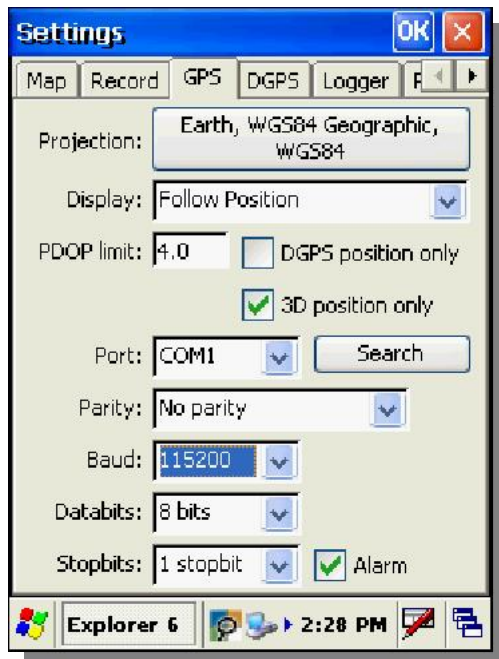 Settings OK
Map Record GPS DGPS Logger
Projection: Earth, WGS84 Geographic,
WGS84
Display: Follow Position
PDOP limit: 4.0 DGPS position only
3D position only
Port: COM1 Search
Parity: No parity
Baud: 115200
Databits: 8 bits
Stopbits: 1 stopbit Alarm
Explorer 6 2:28 PM